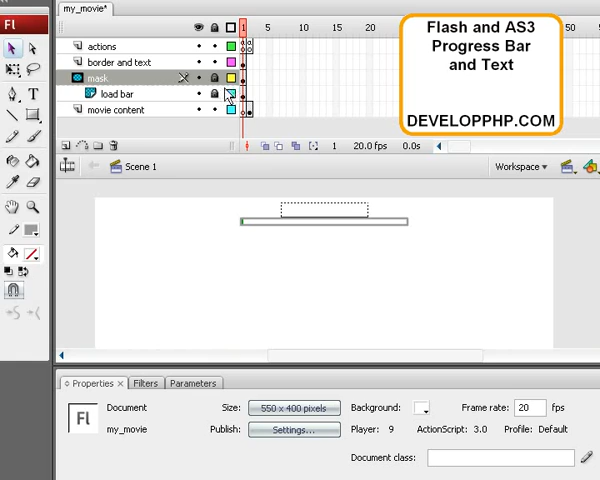 my_movie*
Fl
1 5 10 15 20 50
actions
border and text
mask
load bar
movie content
Flash and AS3
Progress Bar
and Text
DEVELOPPHP.COM
1 20.0 fps 0.0s
Scene 1
Workspace
T
Properties × Filters Parameters
Fl
Document
my_movie
Size: 550 x 400 pixels
Background:
Frame rate: 20 fps
Publish: Settings...
Player: 9 ActionScript: 3.0 Profile: Default
Document class: